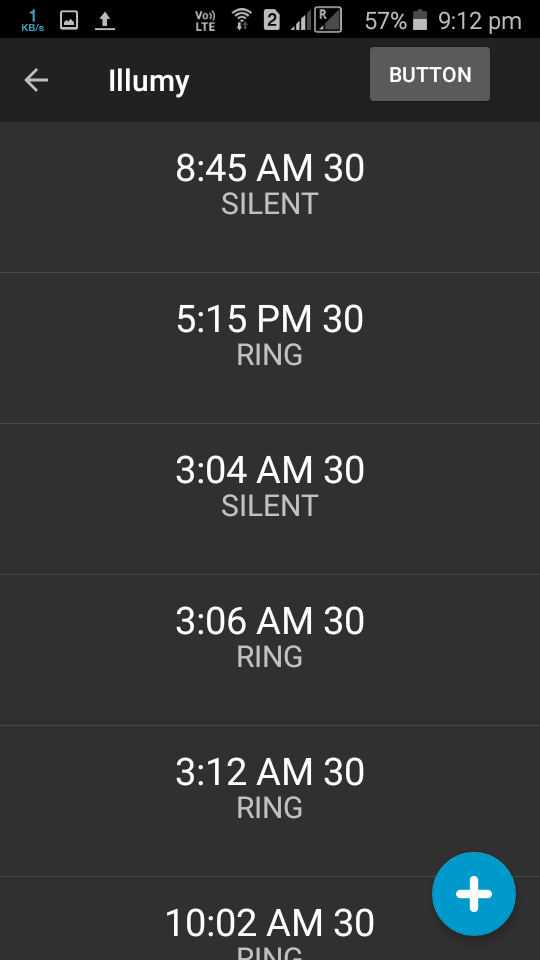 1
KB/s
Vo))
LTE
2
R
57%
9:12 pm
Illumy
BUTTON
8:45 AM 30
SILENT
5:15 PM 30
RING
3:04 AM 30
SILENT
3:06 AM 30
RING
3:12 AM 30
RING
10:02 AM 30
RING